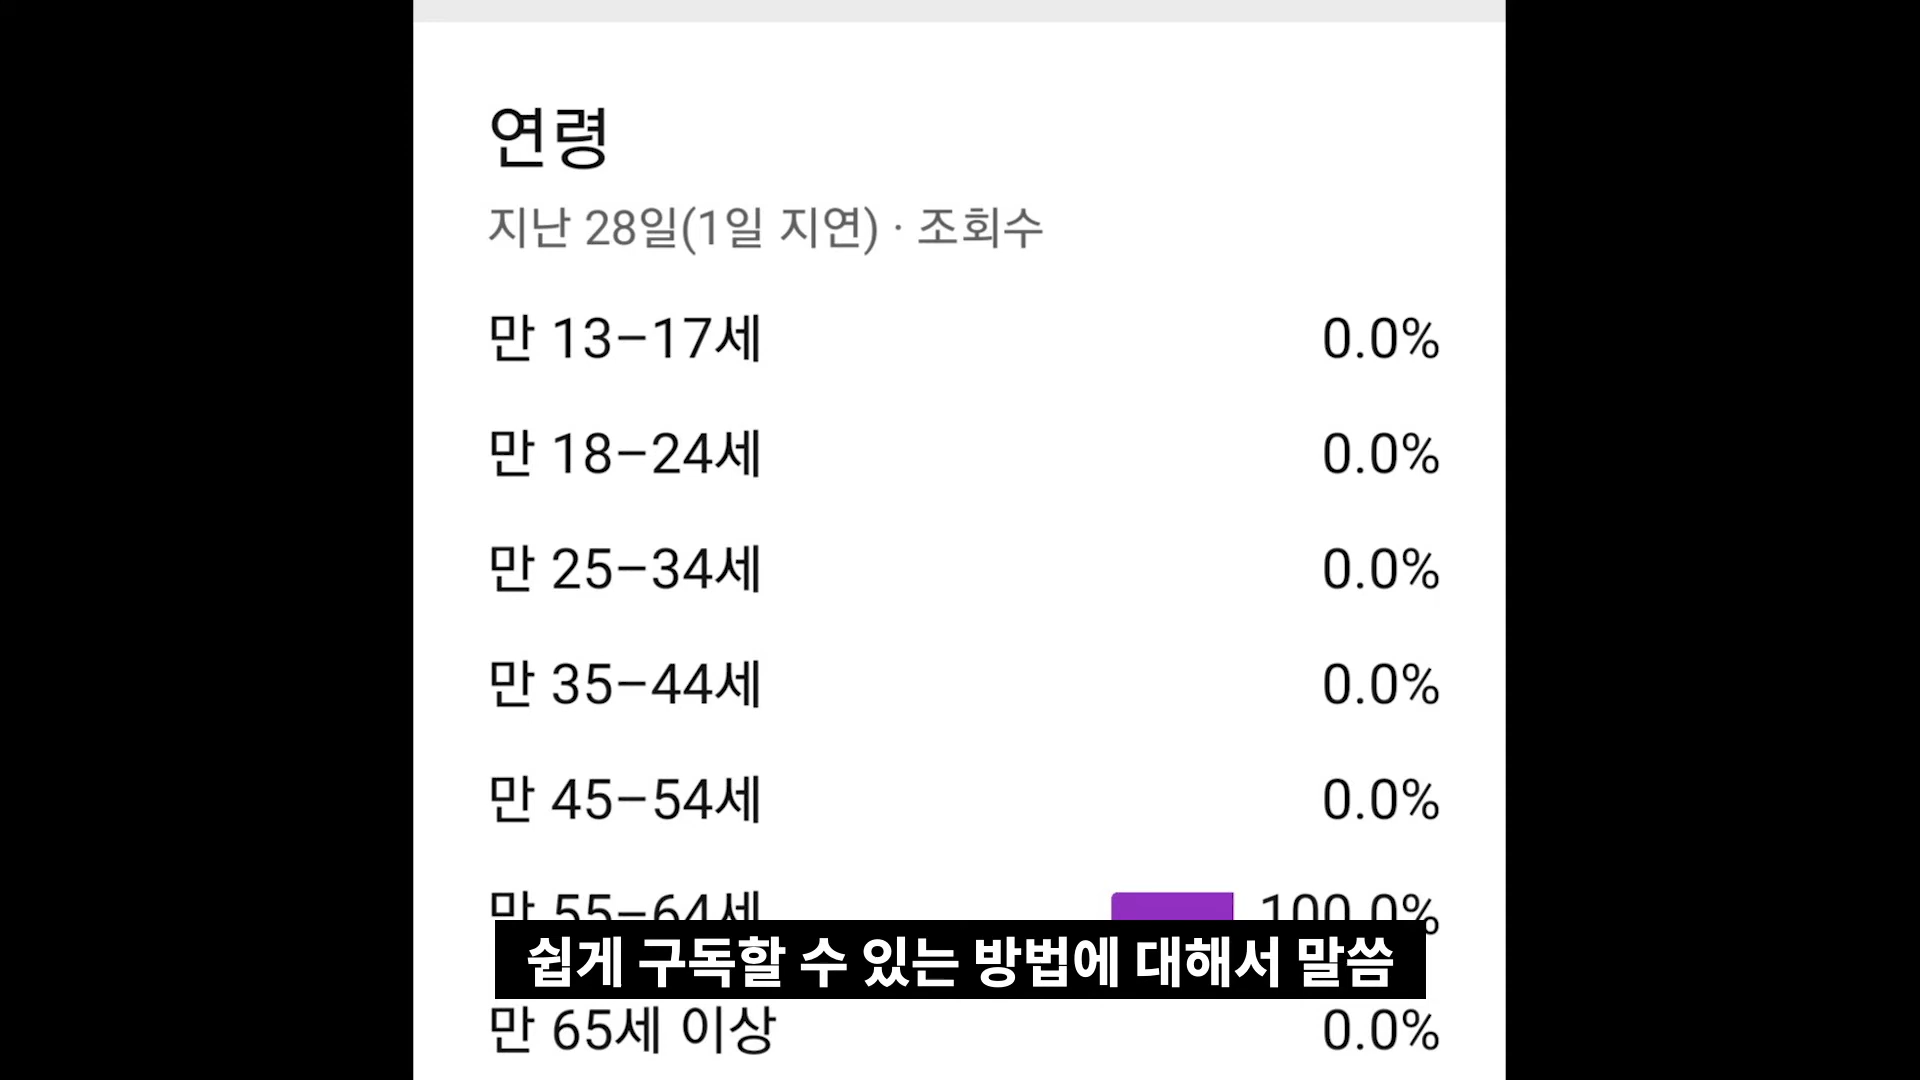 연령
지난 28일(1일 지연) · 조회수
만 13–17세 0.0%
만 18–24세 0.0%
만 25–34세 0.0%
만 35–44세 0.0%
만 45–54세 0.0%
만 55–64세 100.0%
쉽게 구독할 수 있는 방법에 대해서 말씀
만 65세 이상 0.0%